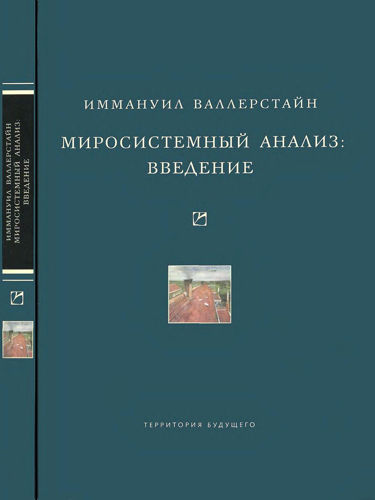 ИММАНУИЛ ВАЛЛЕРСТАЙН
МИРОСИСТЕМНЫЙ АНАЛИЗ:
ВВЕДЕНИЕ
ИММАНУИЛ ВАЛЛЕРСТАЙН
МИРОСИСТЕМНЫЙ АНАЛИЗ:
ВВЕДЕНИЕ
ТЕРРИТОРИЯ БУДУЩЕГО